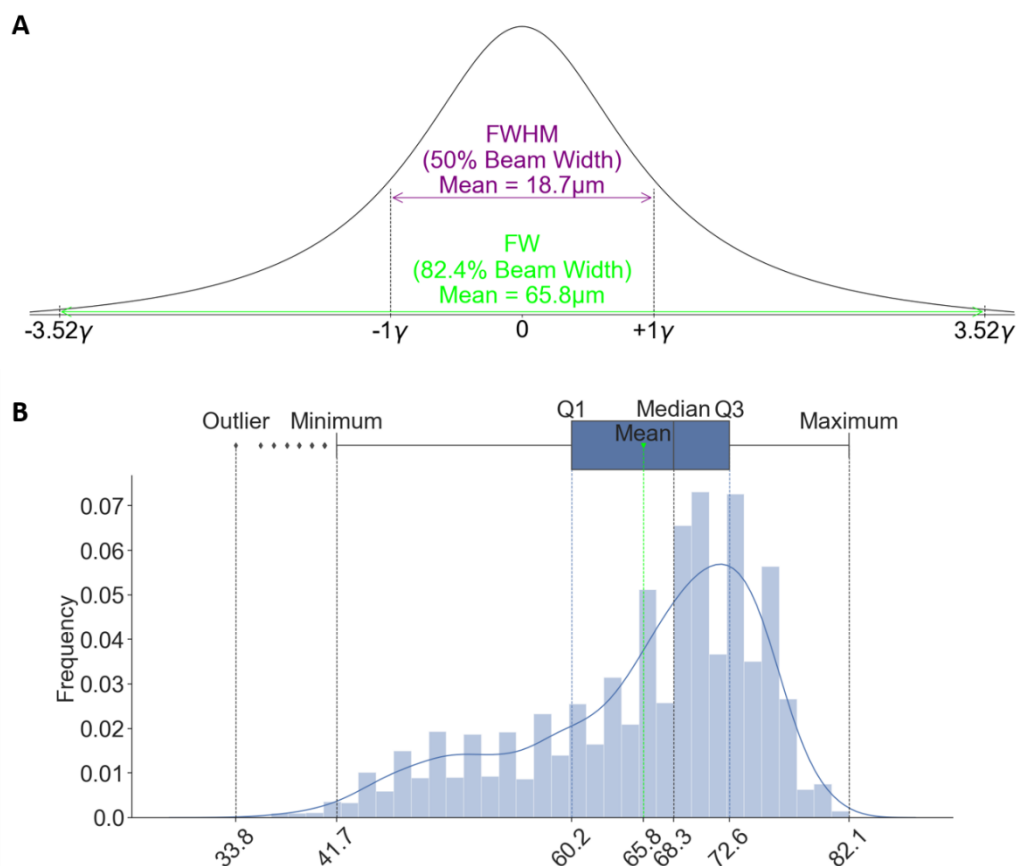 A
FWHM
(50% Beam Width)
Mean = 18.7µm
FW
(82.4% Beam Width)
Mean = 65.8µm
-3.52γ -1γ 0 +1γ 3.52γ
B
Outlier Minimum Q1 Median Q3 Maximum
Mean
0.07
0.06
0.05
0.04
0.03
0.02
0.01
0.0
Frequency
33.8 41.7 60.2 65.8 68.3 72.6 82.1